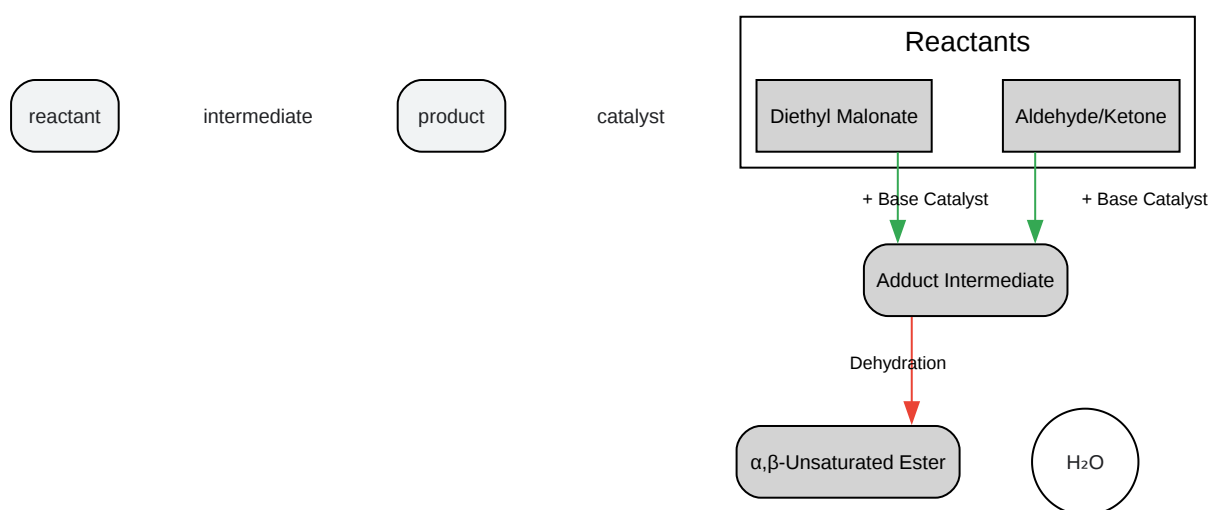 Reactants
reactant
intermediate
product
catalyst
Diethyl Malonate
Aldehyde/Ketone
+ Base Catalyst
+ Base Catalyst
Adduct Intermediate
Dehydration
α,β-Unsaturated Ester
H₂O